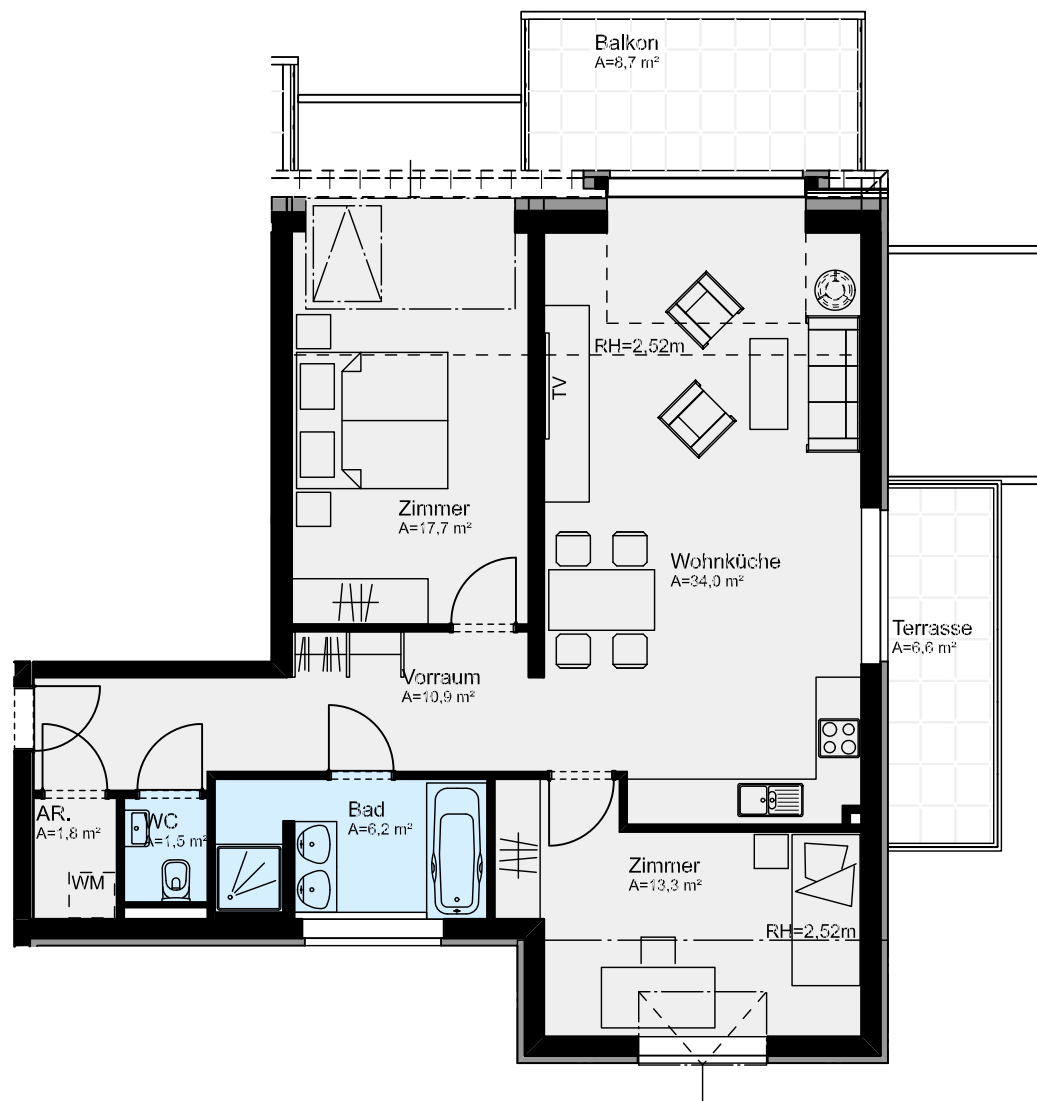 Balkon
A=8,7 m²
RH=2,52m
TV
Zimmer
A=17,7 m²
Wohnküche
A=34,0 m²
Terrasse
A=6,6 m²
Vorraum
A=10,9 m²
AR.
A=1,8 m²
WC
A=1,5 m²
Bad
A=6,2 m²
WM
Zimmer
A=13,3 m²
RH=2,52m